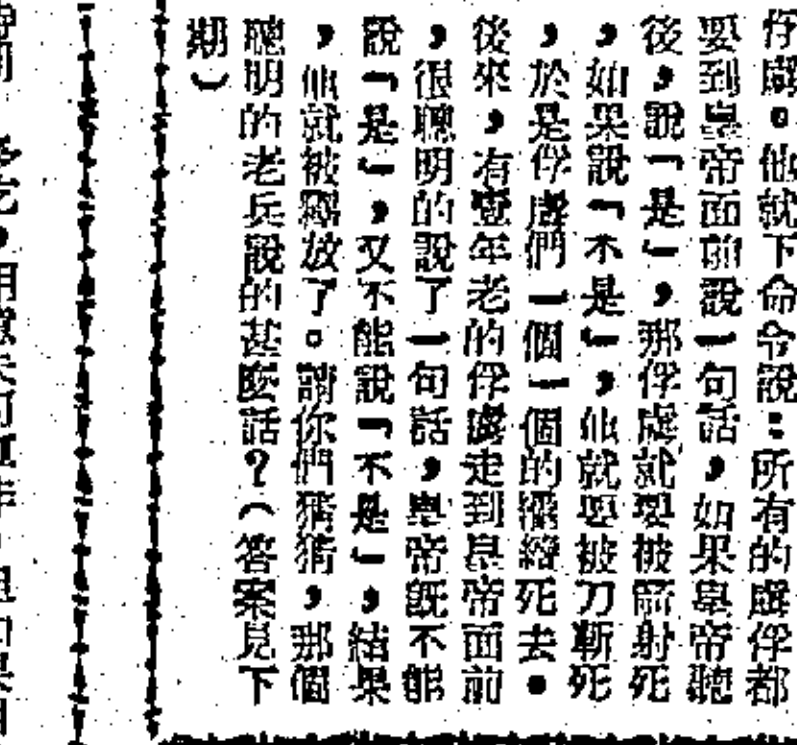 俘虜。他就下命令說：所有的虜俘都
要到皇帝面前說一句話，如果皇帝聽
後，說「是」，那俘虜就要被箭射死
，如果說「不是」，他就要被刀斬死
，於是俘虜們一個一個的繼續死去。
後來，有壹年老的俘虜走到皇帝面前
，很聰明的說了一句話，皇帝既不能
說「是」，又不能說「不是」，結果
，他就被釋放了。請你們猜猜，那個
聰明的老兵說的甚麼話？（答案見下
期）